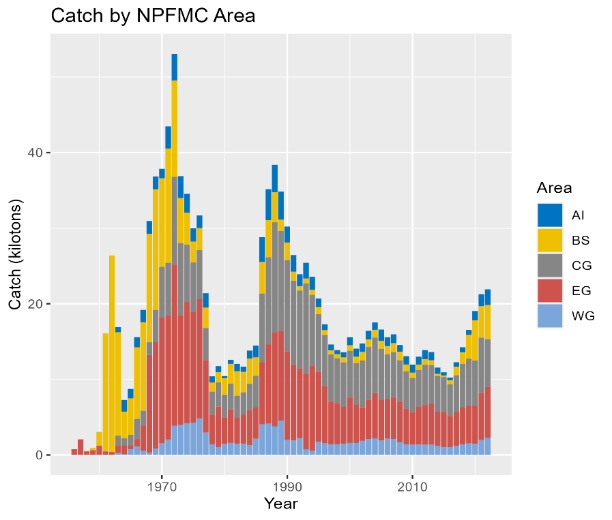 Catch by NPFMC Area
Catch (kilotons)
40
20
0
1970
1990
2010
Year
Area
AI
BS
CG
EG
WG